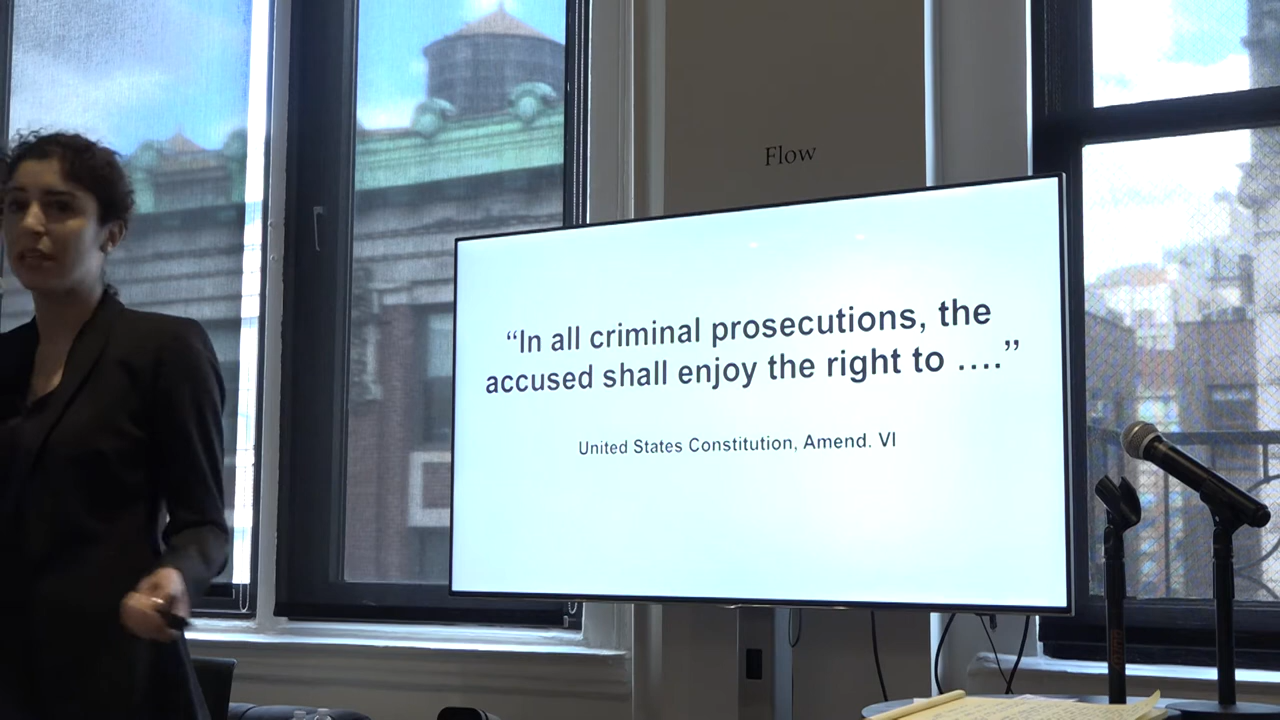 Flow
“In all criminal prosecutions, the
accused shall enjoy the right to ….”
United States Constitution, Amend. VI